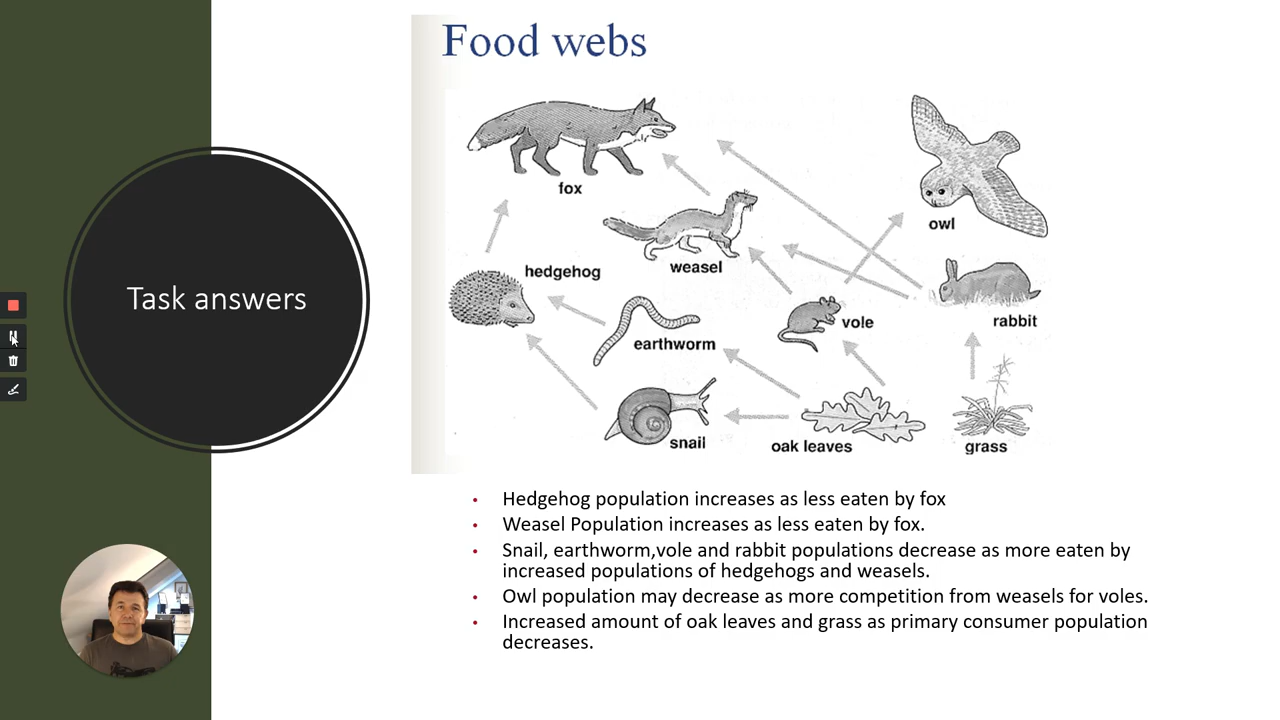 Food webs
fox
owl
weasel
hedgehog
rabbit
vole
earthworm
snail
oak leaves
grass
Task answers
• Hedgehog population increases as less eaten by fox
• Weasel Population increases as less eaten by fox.
• Snail, earthworm,vole and rabbit populations decrease as more eaten by
increased populations of hedgehogs and weasels.
• Owl population may decrease as more competition from weasels for voles.
• Increased amount of oak leaves and grass as primary consumer population
decreases.